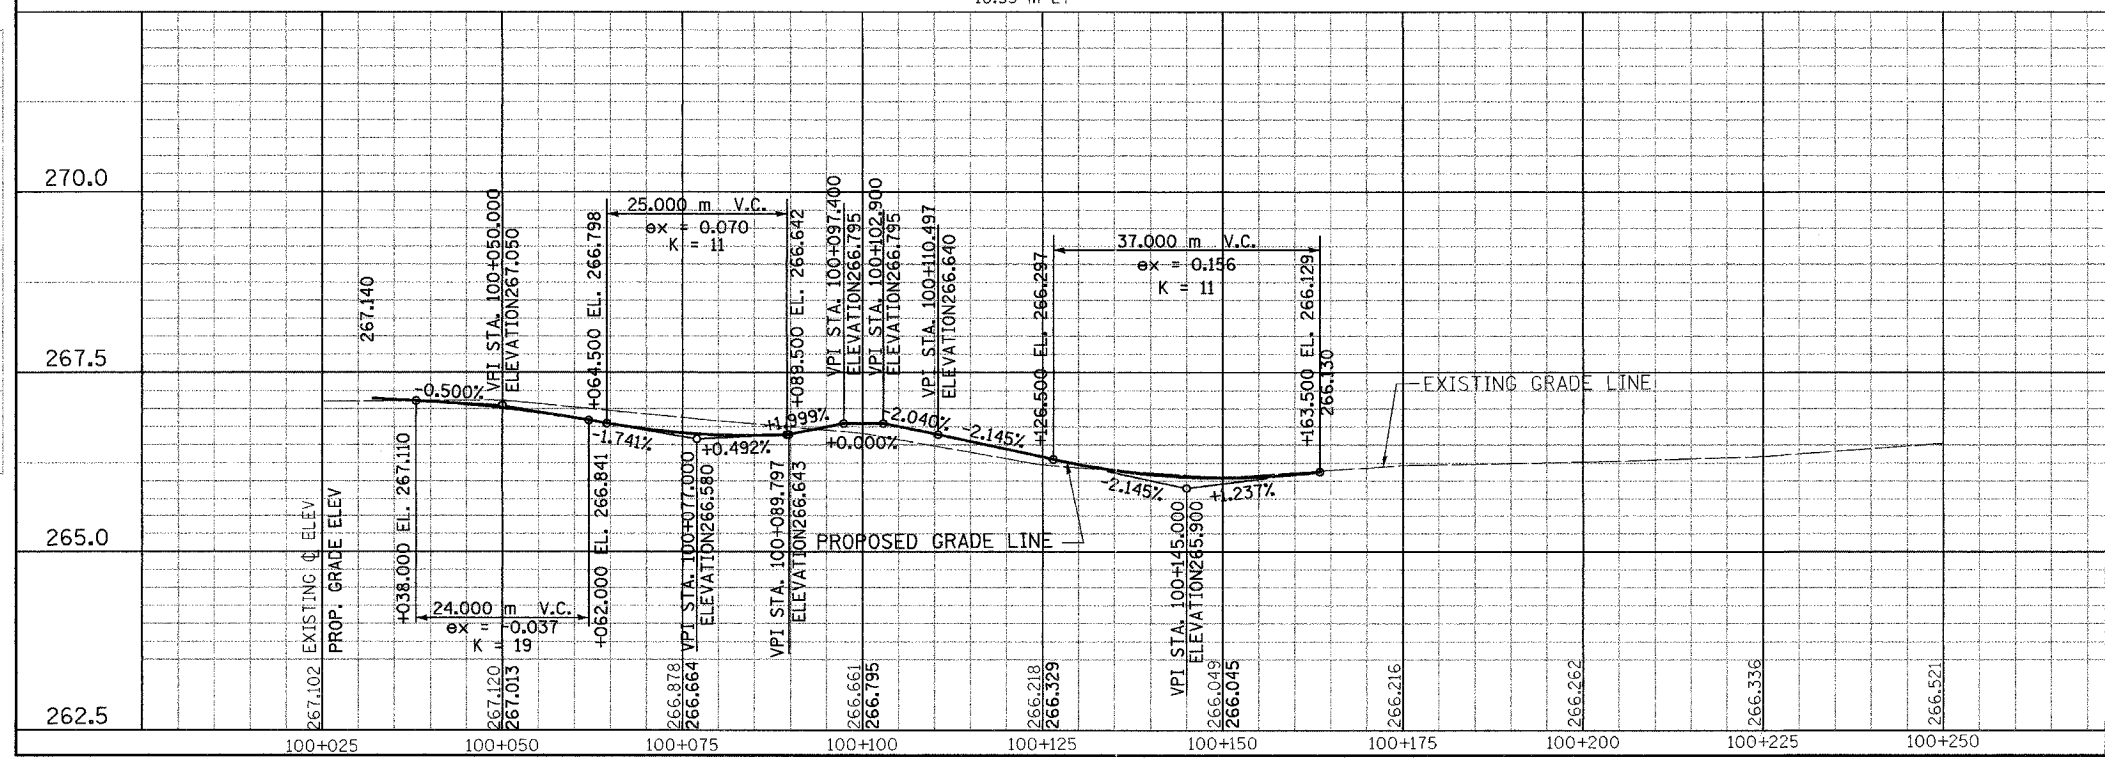 270.0
267.5
265.0
262.5
267.140
-0.500%
VPI STA. 100+050.000
ELEVATION267.050
+064.500 EL. 266.798
25.000 m V.C.
ex = 0.070
K = 11
+089.500 EL. 266.642
VPI STA. 100+097.400
ELEVATION266.795
VPI STA. 100+102.900
ELEVATION266.795
VPI STA. 100+110.497
ELEVATION266.640
+126.500 EL. 266.297
37.000 m V.C.
ex = 0.156
K = 11
+163.500 EL. 266.129
266.130
EXISTING GRADE LINE
-1.741%
+0.492%
+1.999%
+0.000%
-2.040%
-2.145%
-2.145%
+1.237%
PROPOSED GRADE LINE
EXISTING ℄ ELEV
PROP. GRADE ELEV
+038.000 EL. 267.110
24.000 m V.C.
ex = -0.037
K = 19
+062.000 EL. 266.841
VPI STA. 100+077.000
ELEVATION266.580
VPI STA. 100+089.797
ELEVATION266.643
VPI STA. 100+145.000
ELEVATION265.900
267.102
267.120
267.013
266.878
266.664
266.661
266.795
266.218
266.329
266.049
266.045
266.216
266.262
266.336
266.521
100+025 100+050 100+075 100+100 100+125 100+150 100+175 100+200 100+225 100+250